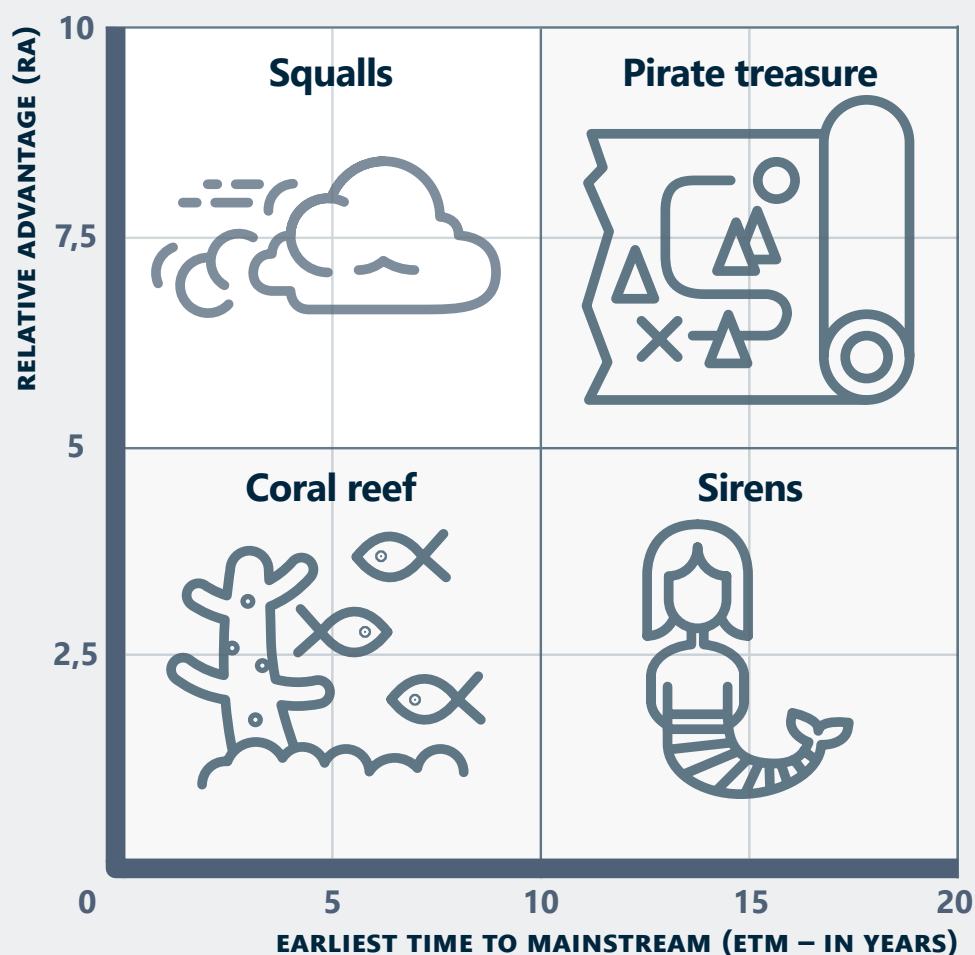 RELATIVE ADVANTAGE (RA)
10
Squalls
Pirate treasure
7,5
5
Coral reef
Sirens
2,5
0
5
10
15
20
EARLIEST TIME TO MAINSTREAM (ETM – IN YEARS)